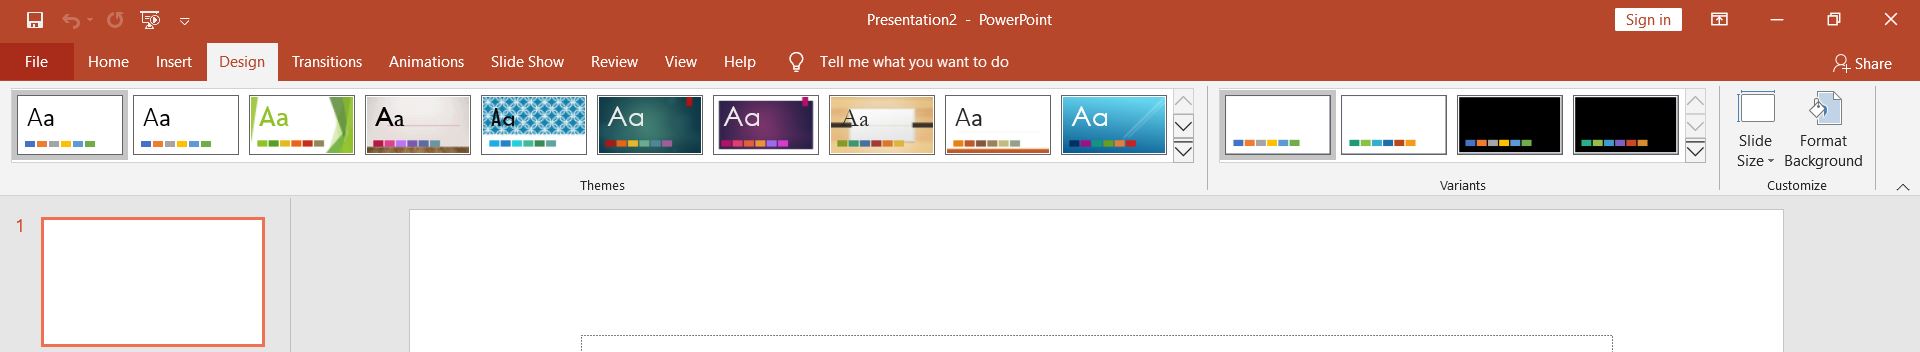 Presentation2 - PowerPoint
Sign in
File Home Insert Design Transitions Animations Slide Show Review View Help Tell me what you want to do Share
Aa Aa Aa Aa Aa Aa Aa Aa Aa Aa
Slide Size
Format Background
Themes Variants Customize
1